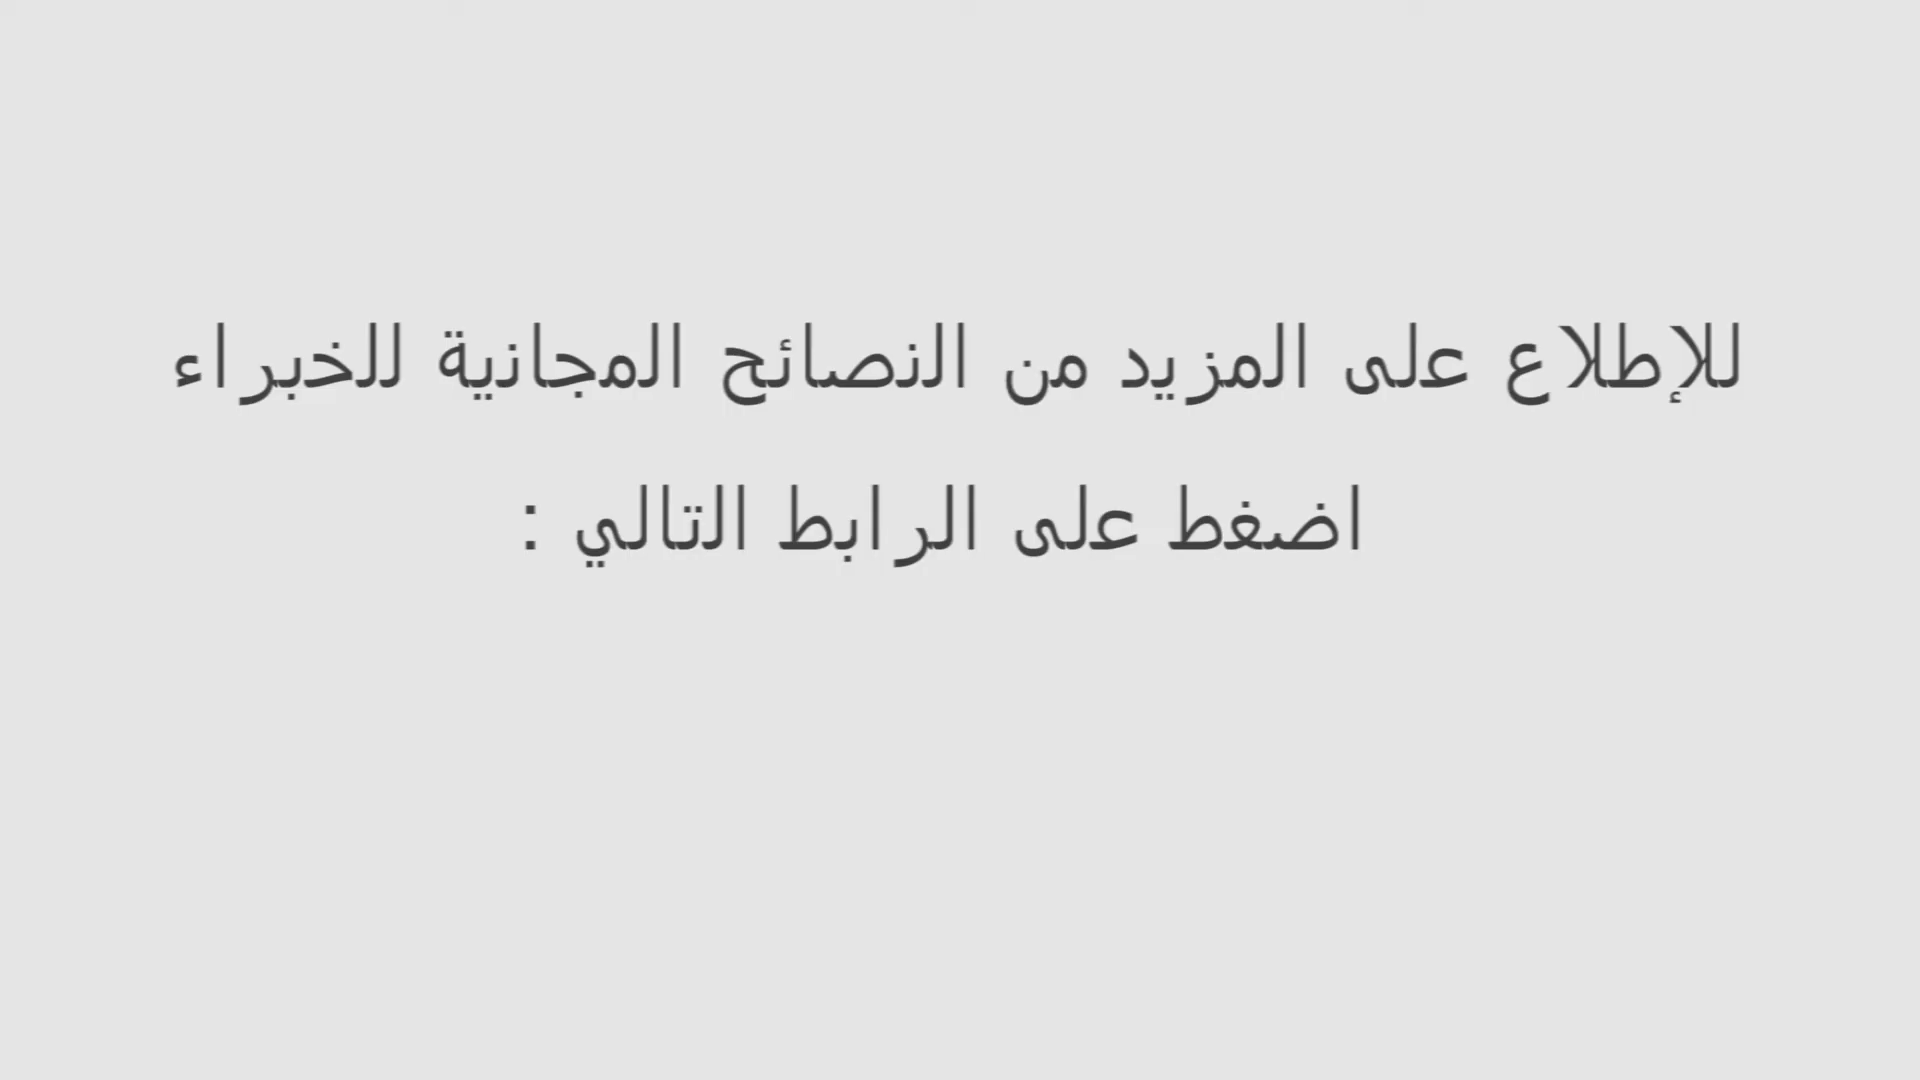 للإطلاع على المزيد من النصائح المجانية للخبراء
اضغط على الرابط التالي :